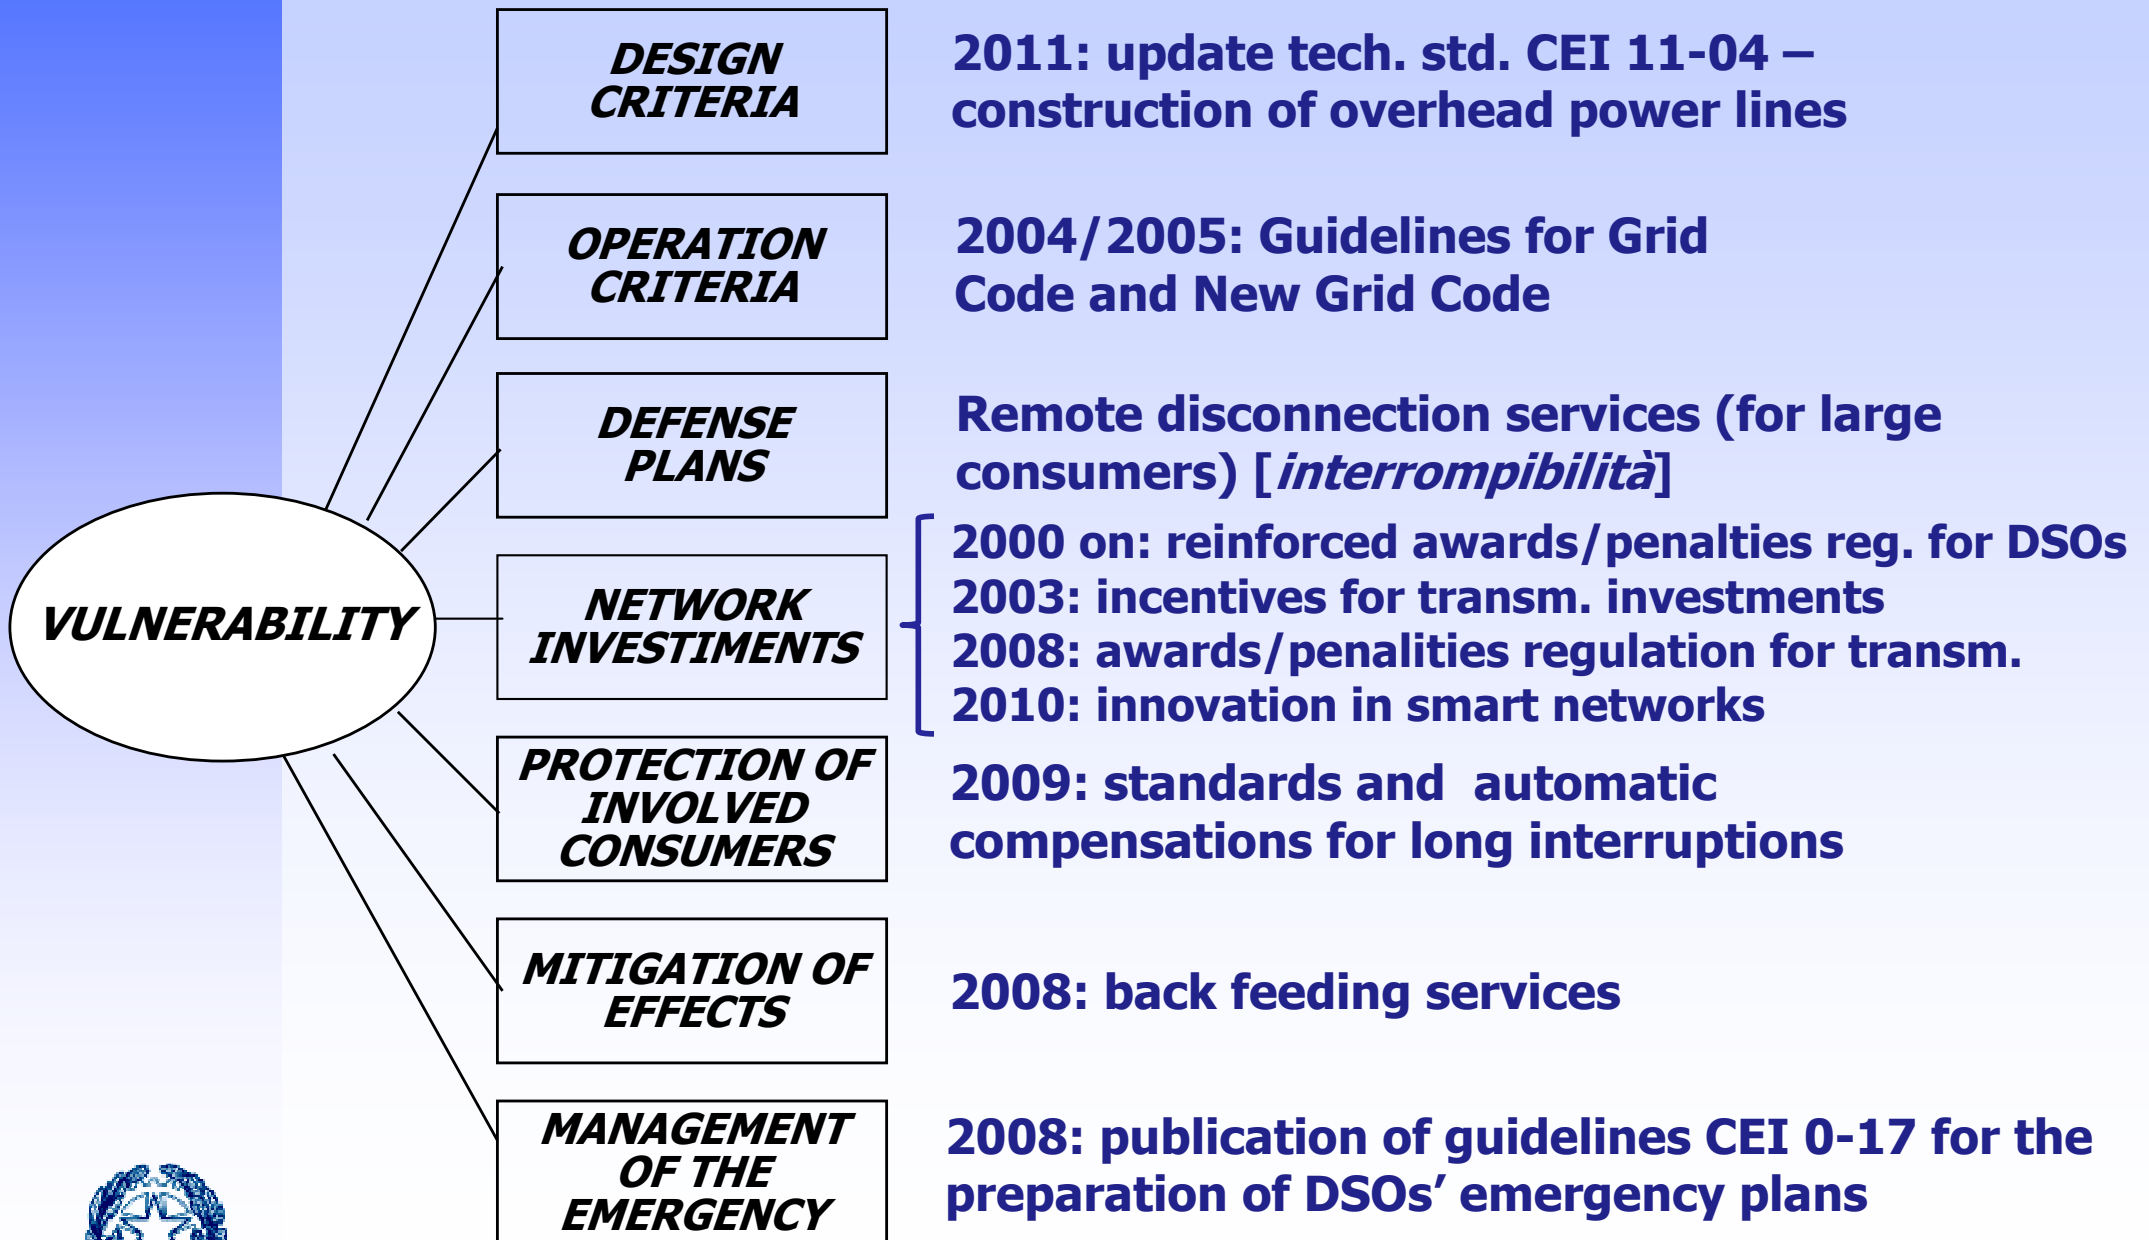 DESIGN
CRITERIA
2011: update tech. std. CEI 11-04 –
construction of overhead power lines
OPERATION
CRITERIA
2004/2005: Guidelines for Grid
Code and New Grid Code
DEFENSE
PLANS
Remote disconnection services (for large
consumers) [interrompibilità]
VULNERABILITY
NETWORK
INVESTIMENTS
2000 on: reinforced awards/penalties reg. for DSOs
2003: incentives for transm. investments
2008: awards/penalities regulation for transm.
2010: innovation in smart networks
PROTECTION OF
INVOLVED
CONSUMERS
2009: standards and  automatic
compensations for long interruptions
MITIGATION OF
EFFECTS
2008: back feeding services
MANAGEMENT
OF THE
EMERGENCY
2008: publication of guidelines CEI 0-17 for the
preparation of DSOs’ emergency plans